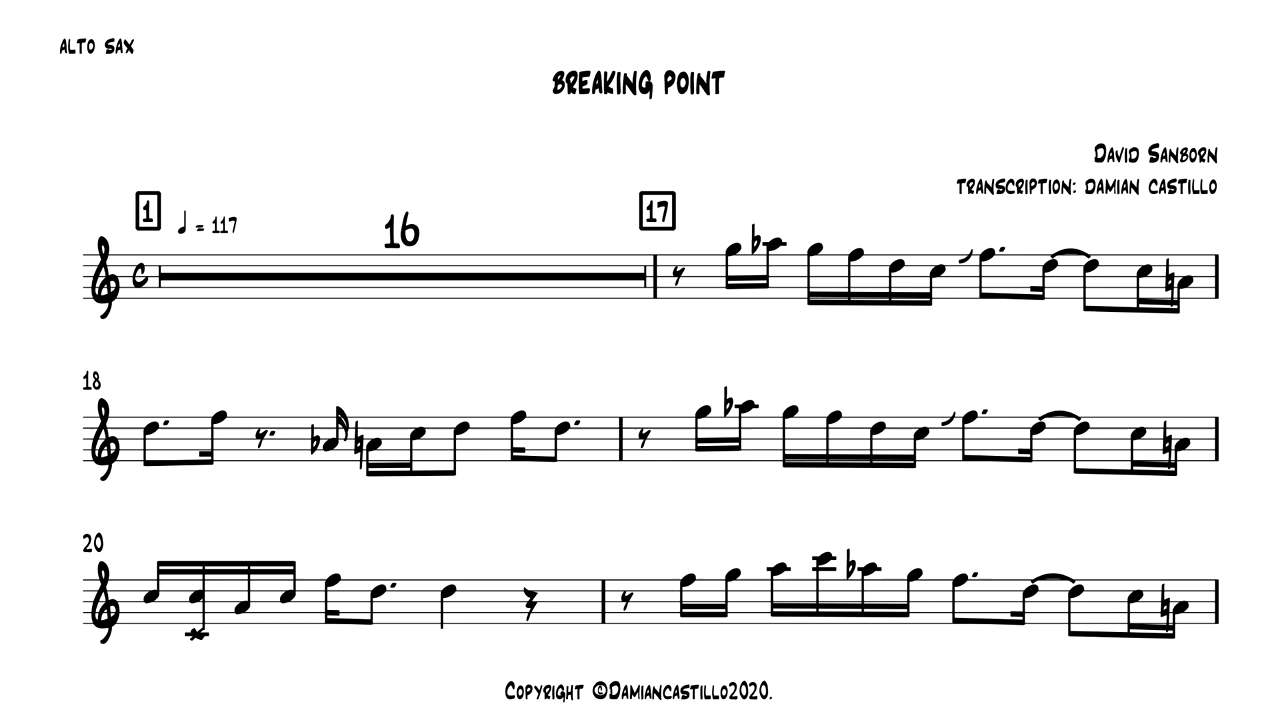 ALTO SAX
BREAKING POINT
DAVID SANBORN
TRANSCRIPTION: DAMIAN CASTILLO
1 = 117 16 17
18
20
COPYRIGHT ©DAMIANCASTILLO2020.